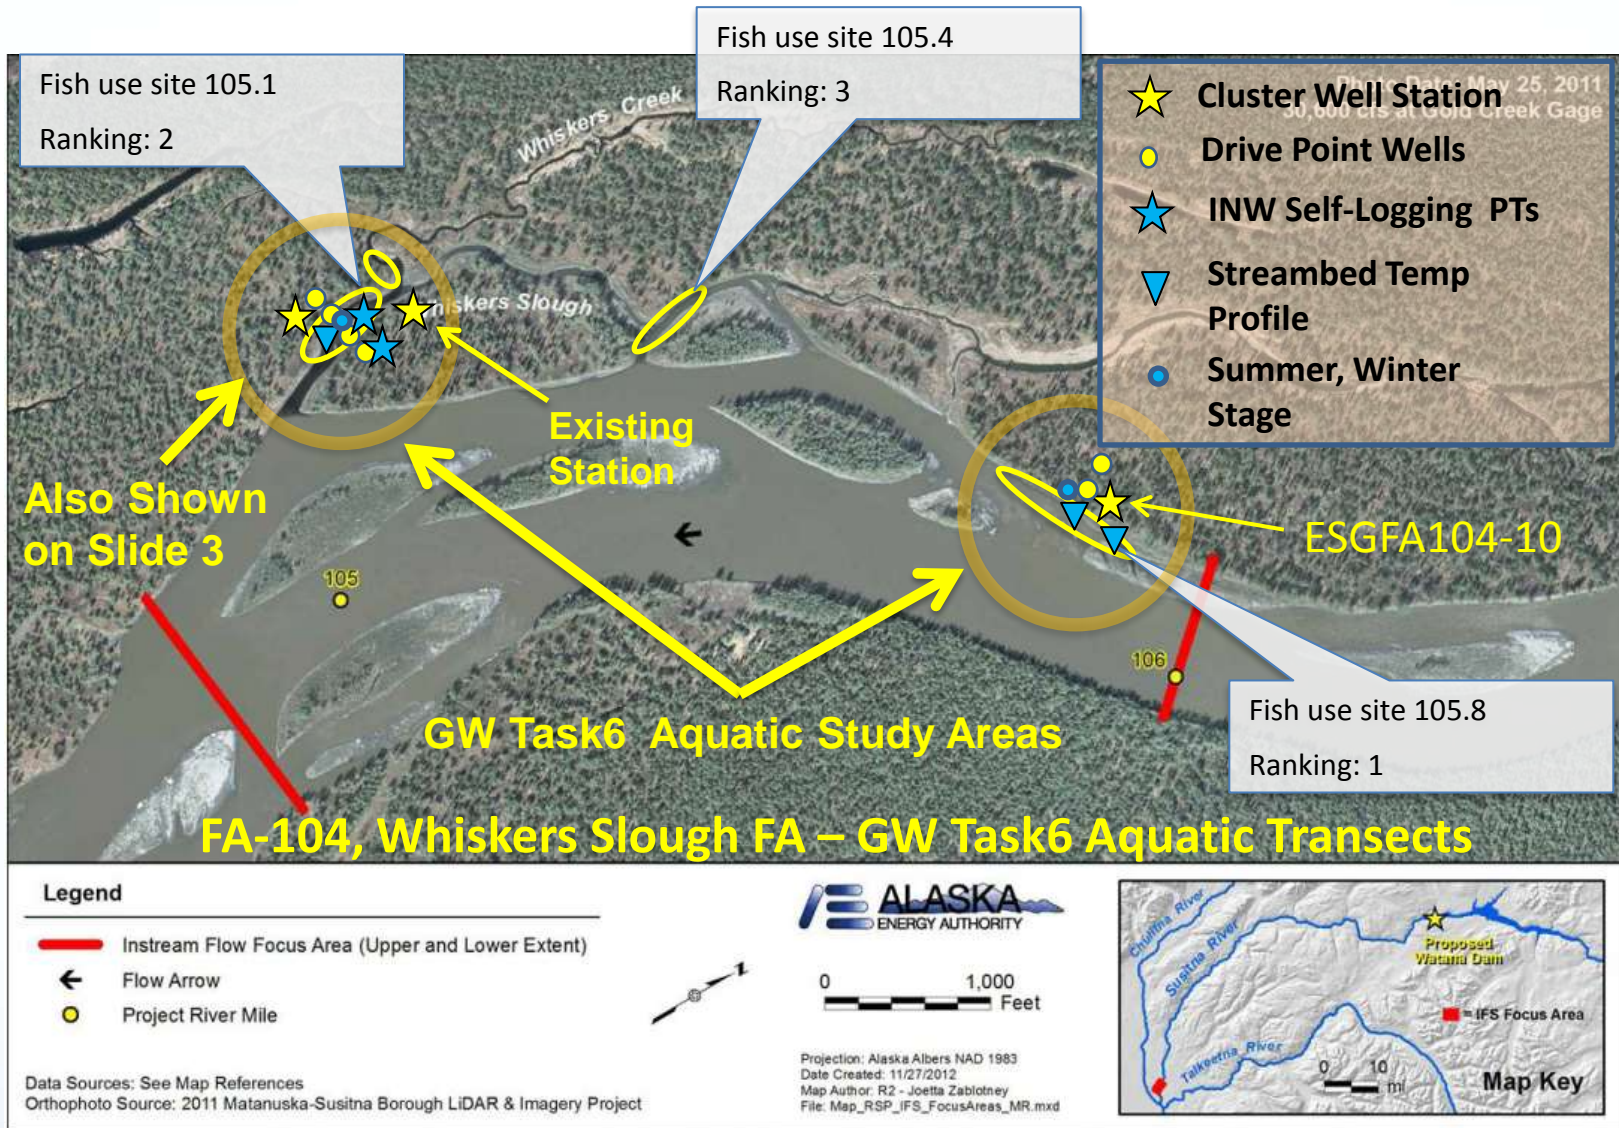 Fish use site 105.1
Ranking: 2
Fish use site 105.4
Ranking: 3
Photo Date: May 25, 2011
30,600 cfs at Gold Creek Gage
Cluster Well Station
Drive Point Wells
INW Self-Logging PTs
Streambed Temp
Profile
Summer, Winter
Stage
Whiskers Creek
hiskers Slough
Existing
Station
Also Shown
on Slide 3
ESGFA104-10
105
106
Fish use site 105.8
Ranking: 1
GW Task6 Aquatic Study Areas
FA-104, Whiskers Slough FA – GW Task6 Aquatic Transects
Legend
Instream Flow Focus Area (Upper and Lower Extent)
Flow Arrow
Project River Mile
Data Sources: See Map References
Orthophoto Source: 2011 Matanuska-Susitna Borough LiDAR & Imagery Project
Z
ALASKA
ENERGY AUTHORITY
0 1,000
Feet
Projection: Alaska Albers NAD 1983
Date Created: 11/27/2012
Map Author: R2 - Joetta Zablotney
File: Map_RSP_IFS_FocusAreas_MR.mxd
Chulitna River
Susitna River
Proposed
Watana Dam
= IFS Focus Area
Talkeetna River
0 10
mi
Map Key